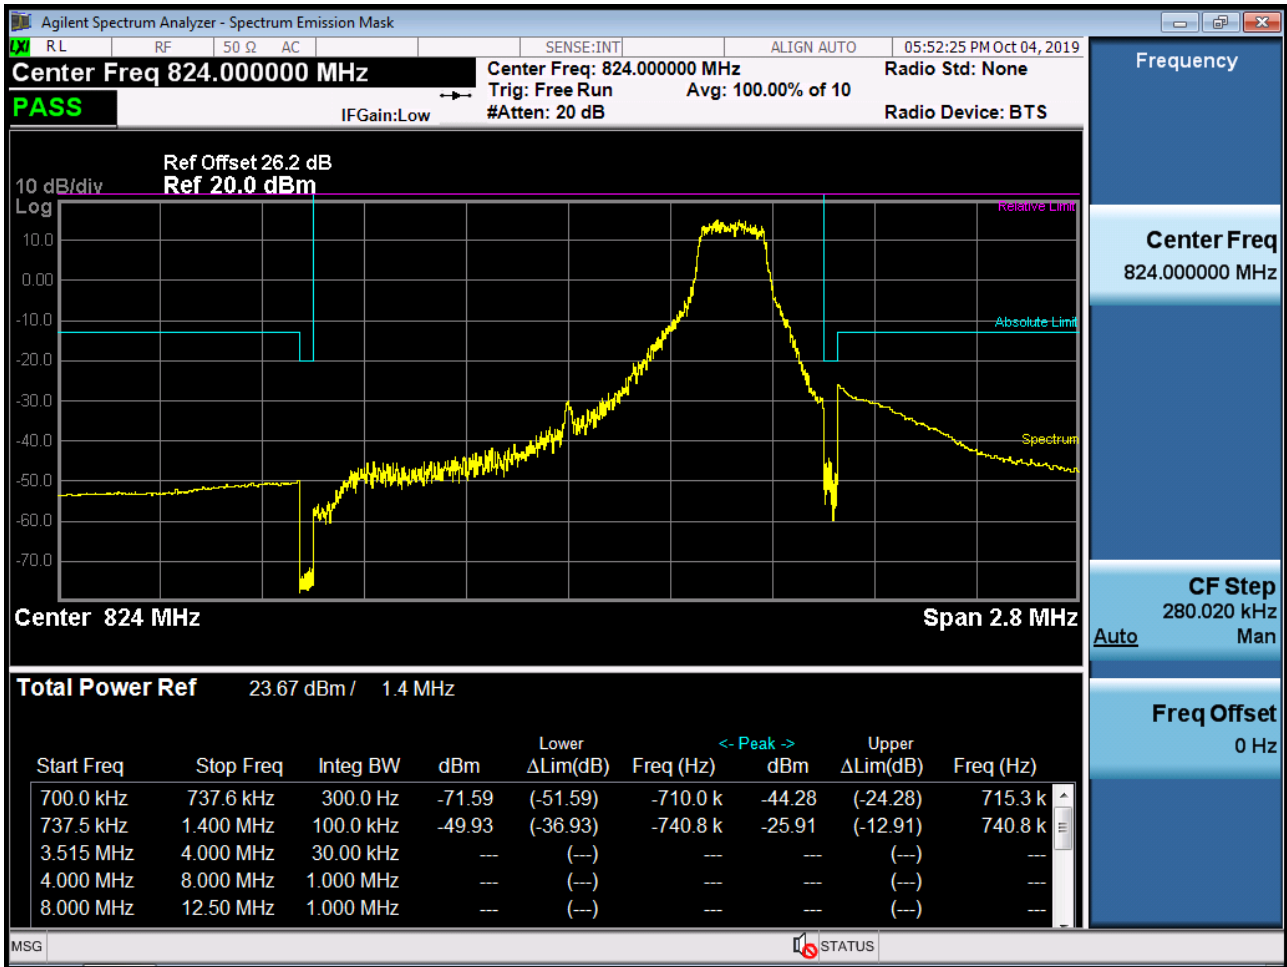 Agilent Spectrum Analyzer - Spectrum Emission Mask
LXI RL RF 50 Ω AC SENSE:INT ALIGN AUTO 05:52:25 PM Oct 04, 2019
Center Freq 824.000000 MHz
Center Freq: 824.000000 MHz
Radio Std: None
Trig: Free Run Avg: 100.00% of 10
PASS
IFGain:Low
#Atten: 20 dB
Radio Device: BTS
Ref Offset 26.2 dB
10 dB/div Ref 20.0 dBm
Log
Relative Limit
10.0
0.00
-10.0
Absolute Limit
-20.0
-30.0
-40.0
Spectrum
-50.0
-60.0
-70.0
Center 824 MHz Span 2.8 MHz
Total Power Ref 23.67 dBm / 1.4 MHz
Lower <- Peak -> Upper
Start Freq Stop Freq Integ BW dBm ΔLim(dB) Freq (Hz) dBm ΔLim(dB) Freq (Hz)
700.0 kHz 737.6 kHz 300.0 Hz -71.59 (-51.59) -710.0 k -44.28 (-24.28) 715.3 k
737.5 kHz 1.400 MHz 100.0 kHz -49.93 (-36.93) -740.8 k -25.91 (-12.91) 740.8 k
3.515 MHz 4.000 MHz 30.00 kHz --- (---) --- --- (---) ---
4.000 MHz 8.000 MHz 1.000 MHz --- (---) --- --- (---) ---
8.000 MHz 12.50 MHz 1.000 MHz --- (---) --- --- (---) ---
MSG STATUS
Frequency
Center Freq
824.000000 MHz
CF Step
280.020 kHz
Auto Man
Freq Offset
0 Hz